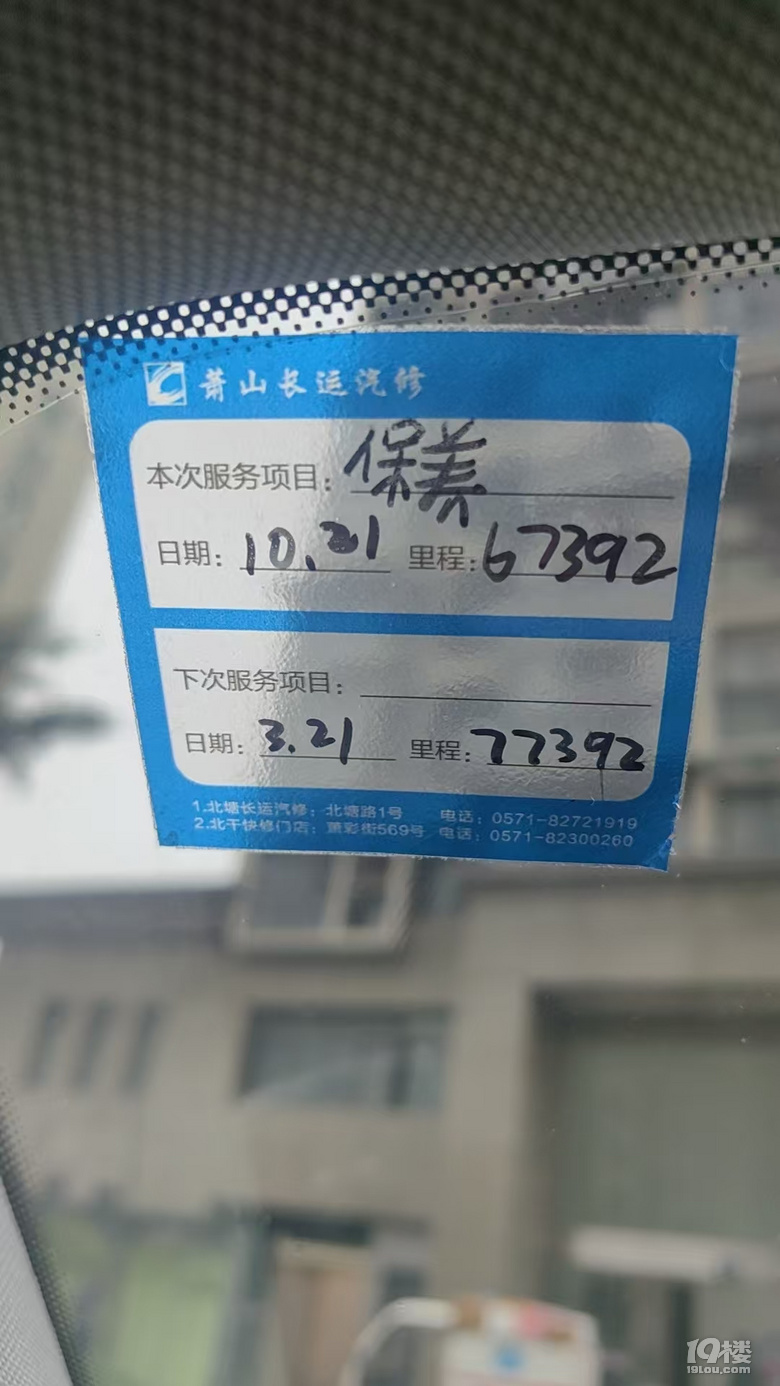 萧山长运汽修
本次服务项目：保养
日期：10.21 里程：67392
下次服务项目：
日期：3.21 里程：77392
1.北塘长运汽修：北塘路1号 电话：0571-82721919
2.北干快修门店：萧彩街569号 电话：0571-82300260
19楼
19lou.com